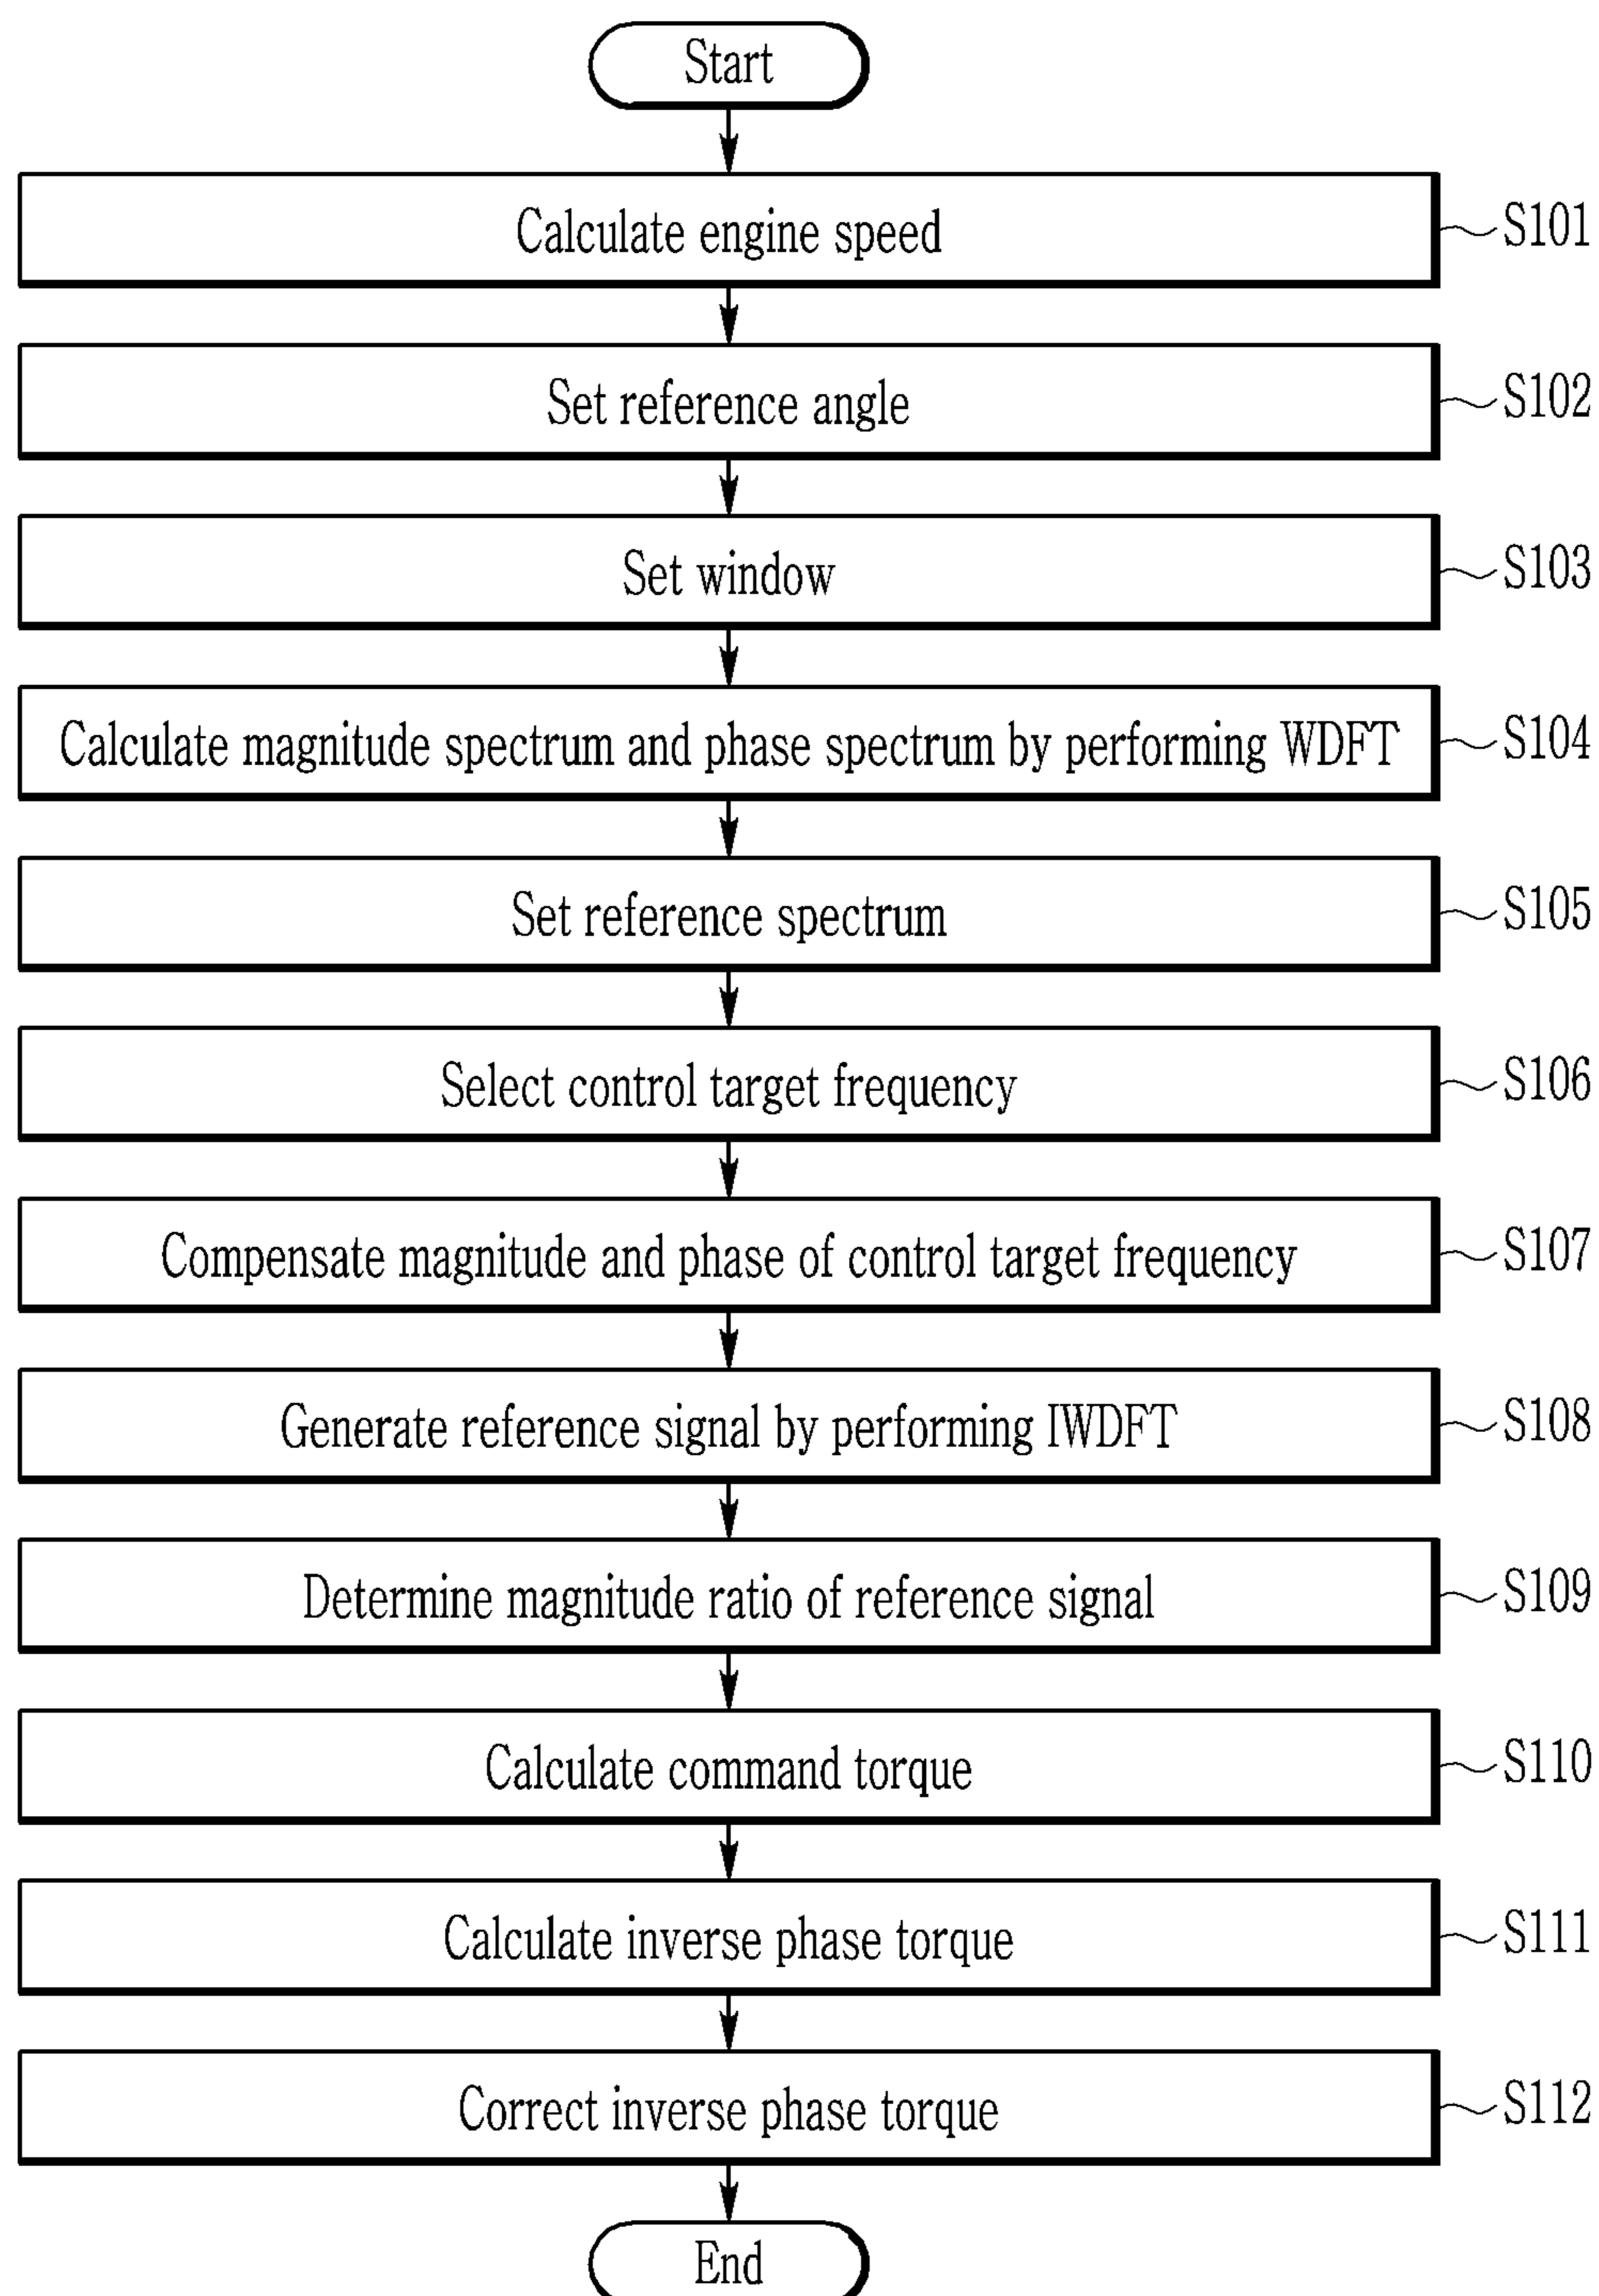 Start
Calculate engine speed
S101
Set reference angle
S102
Set window
S103
Calculate magnitude spectrum and phase spectrum by performing WDFT
S104
Set reference spectrum
S105
Select control target frequency
S106
Compensate magnitude and phase of control target frequency
S107
Generate reference signal by performing IWDFT
S108
Determine magnitude ratio of reference signal
S109
Calculate command torque
S110
Calculate inverse phase torque
S111
Correct inverse phase torque
S112
End